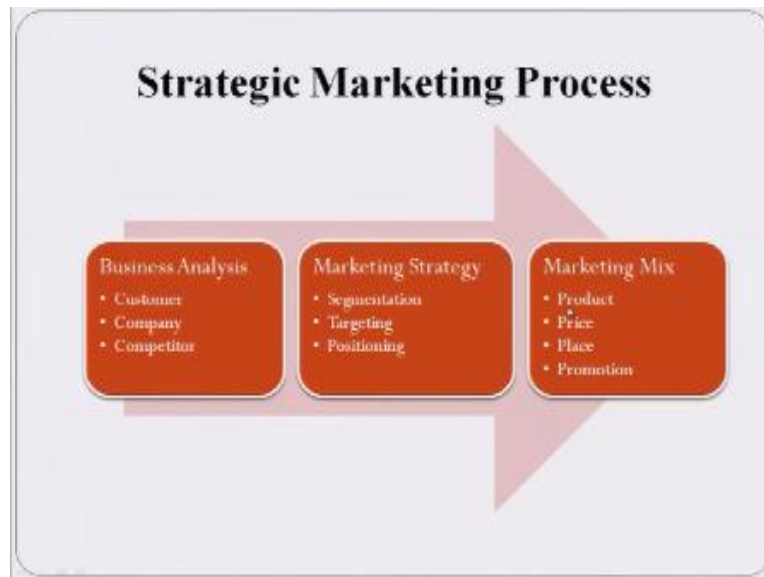 Strategic Marketing Process
Business Analysis
• Customer
• Company
• Competitor
Marketing Strategy
• Segmentation
• Targeting
• Positioning
Marketing Mix
• Product
• Price
• Place
• Promotion